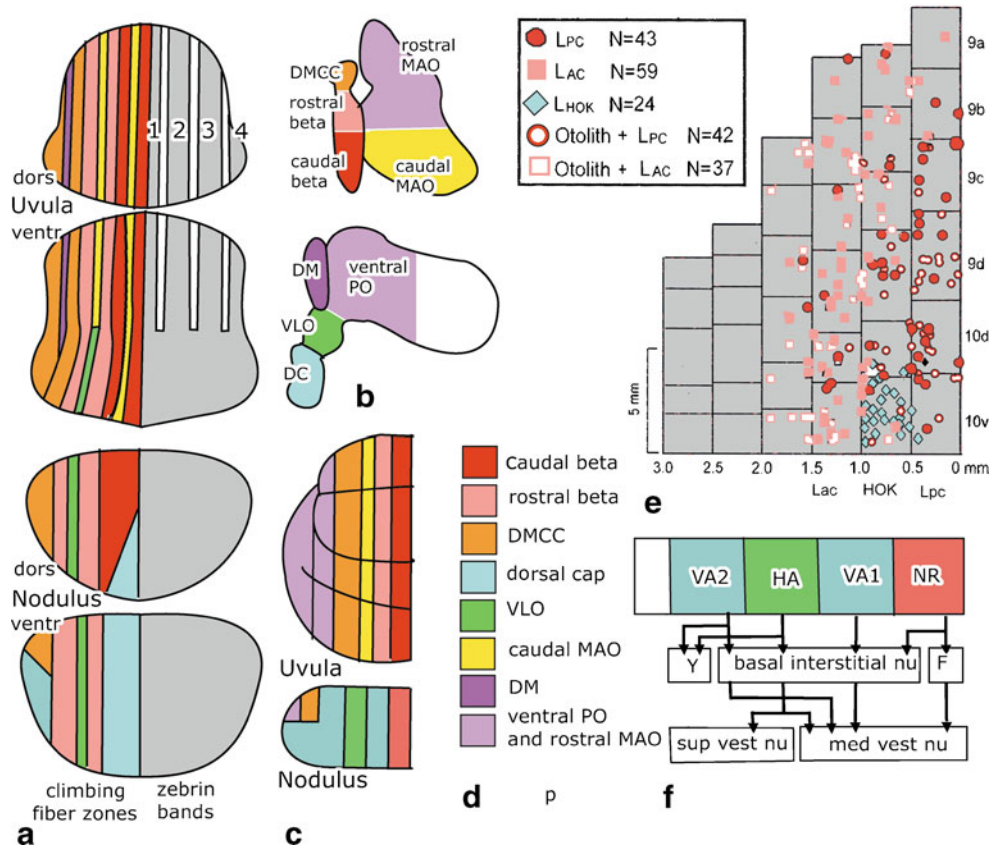 1 2 3 4
dors
Uvula
ventr
dors
Nodulus
ventr
climbing
fiber zones
zebrin
bands
a
rostral
MAO
DMCC
rostral
beta
caudal
beta
caudal
MAO
DM
ventral
PO
VLO
DC
b
Uvula
Nodulus
c
Caudal beta
rostral beta
DMCC
dorsal cap
VLO
caudal MAO
DM
ventral PO
and rostral MAO
d
p
LPC N=43
LAC N=59
LHOK N=24
Otolith + LPC N=42
Otolith + LAC N=37
9a
9b
9c
9d
10d
10v
5 mm
3.0 2.5 2.0 1.5 1.0 0.5 0 mm
Lac HOK Lpc
e
VA2 HA VA1 NR
Y basal interstitial nu F
sup vest nu med vest nu
f